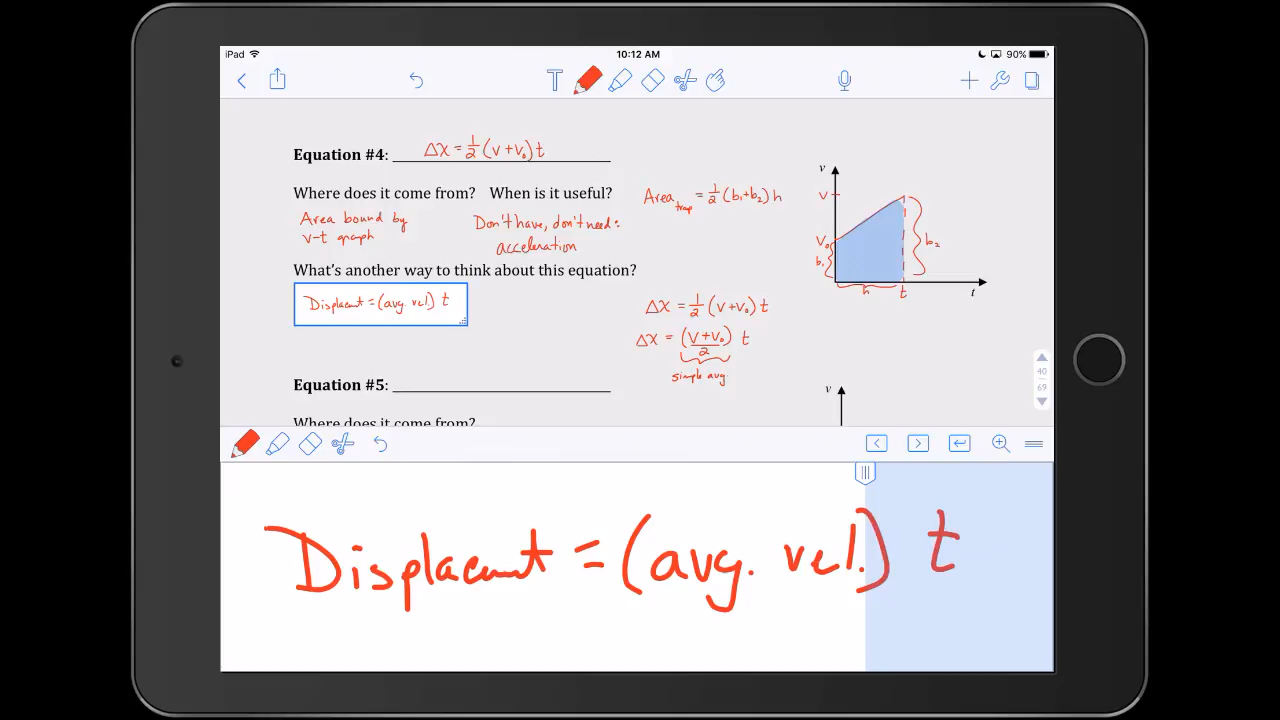 iPad 10:12 AM 90%
T
Equation #4: Δx = 1/2 (v + v₀) t
Where does it come from? When is it useful?
Area bound by
v-t graph
Don't have, don't need:
acceleration
Area trap = 1/2 (b₁ + b₂) h
v
v
v₀
b₁
b₂
h
t
t
What's another way to think about this equation?
Displacemt = (avg. vel.) t
Δx = 1/2 (v + v₀) t
Δx = (v + v₀)/2 t
simple avg.
Equation #5:
v
Where does it come from?
40
69
Displacemt = (avg. vel.) t